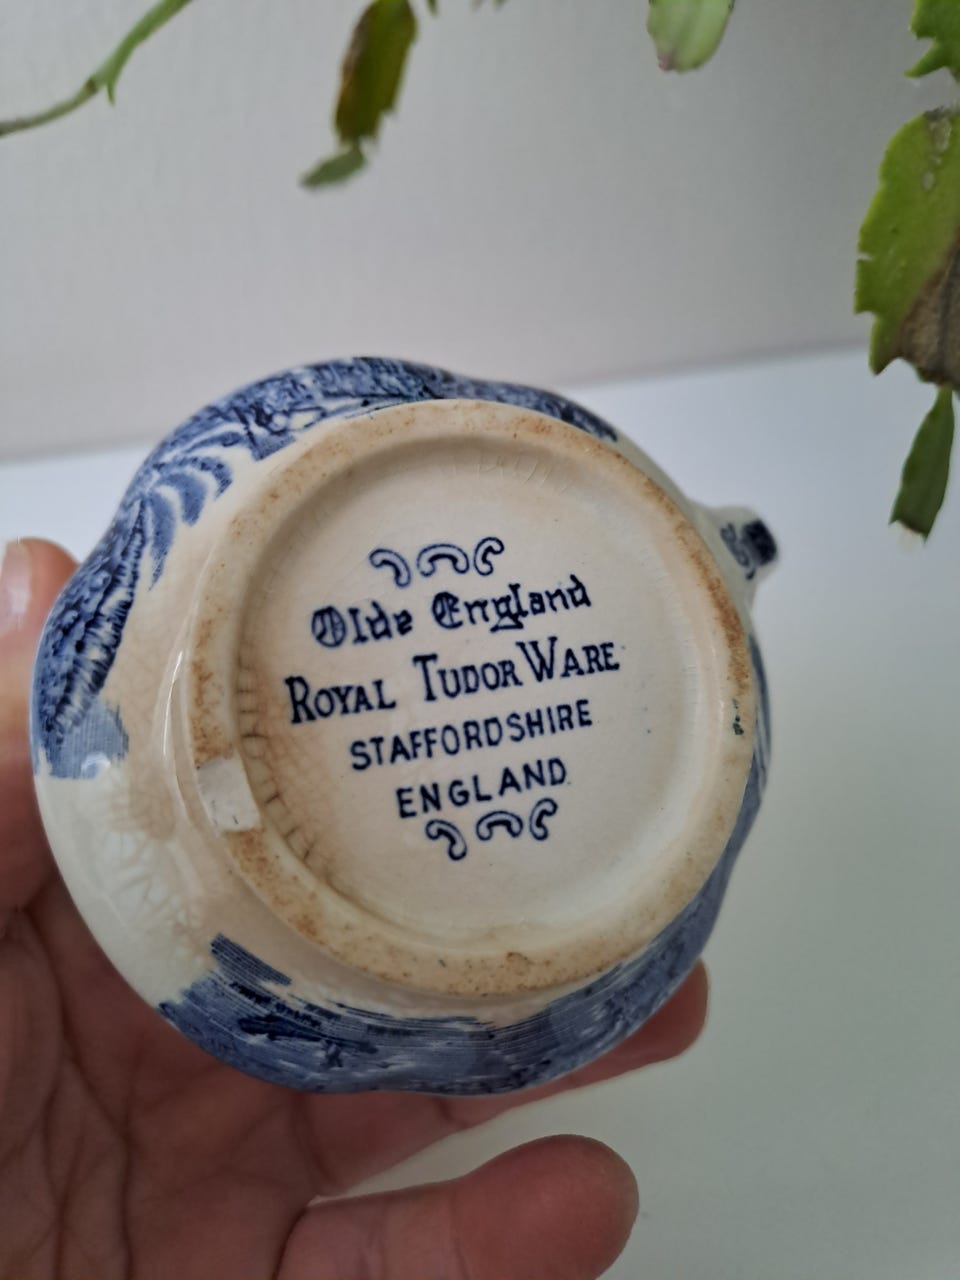 Olde England
ROYAL TUDOR WARE
STAFFORDSHIRE
ENGLAND